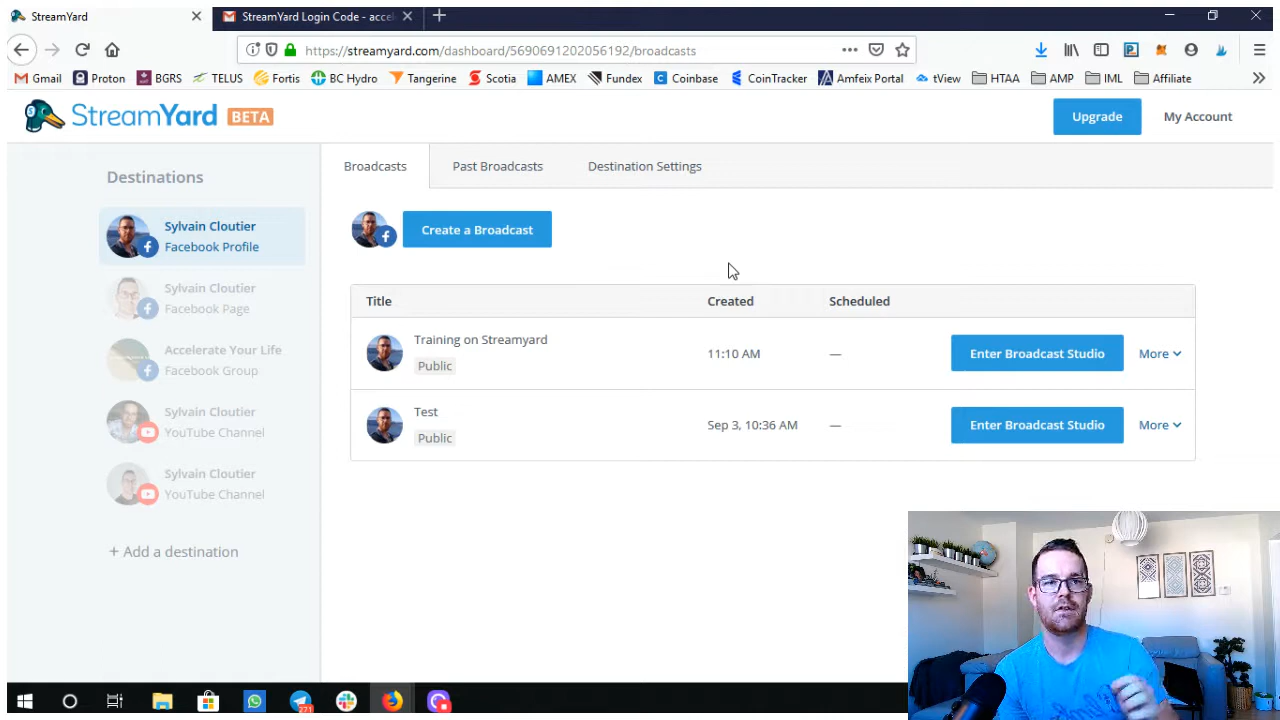 StreamYard
StreamYard Login Code - acce
https://streamyard.com/dashboard/5690691202056192/broadcasts
Gmail Proton BGRS TELUS Fortis BC Hydro Tangerine Scotia AMEX Fundex Coinbase CoinTracker Amfeix Portal tView HTAA AMP IML Affiliate
StreamYard BETA
Upgrade
My Account
Destinations
Sylvain Cloutier
Facebook Profile
Sylvain Cloutier
Facebook Page
Accelerate Your Life
Facebook Group
Sylvain Cloutier
YouTube Channel
Sylvain Cloutier
YouTube Channel
+ Add a destination
Broadcasts Past Broadcasts Destination Settings
Create a Broadcast
Title Created Scheduled
Training on Streamyard
Public
11:10 AM — Enter Broadcast Studio More
Test
Public
Sep 3, 10:36 AM — Enter Broadcast Studio More
271